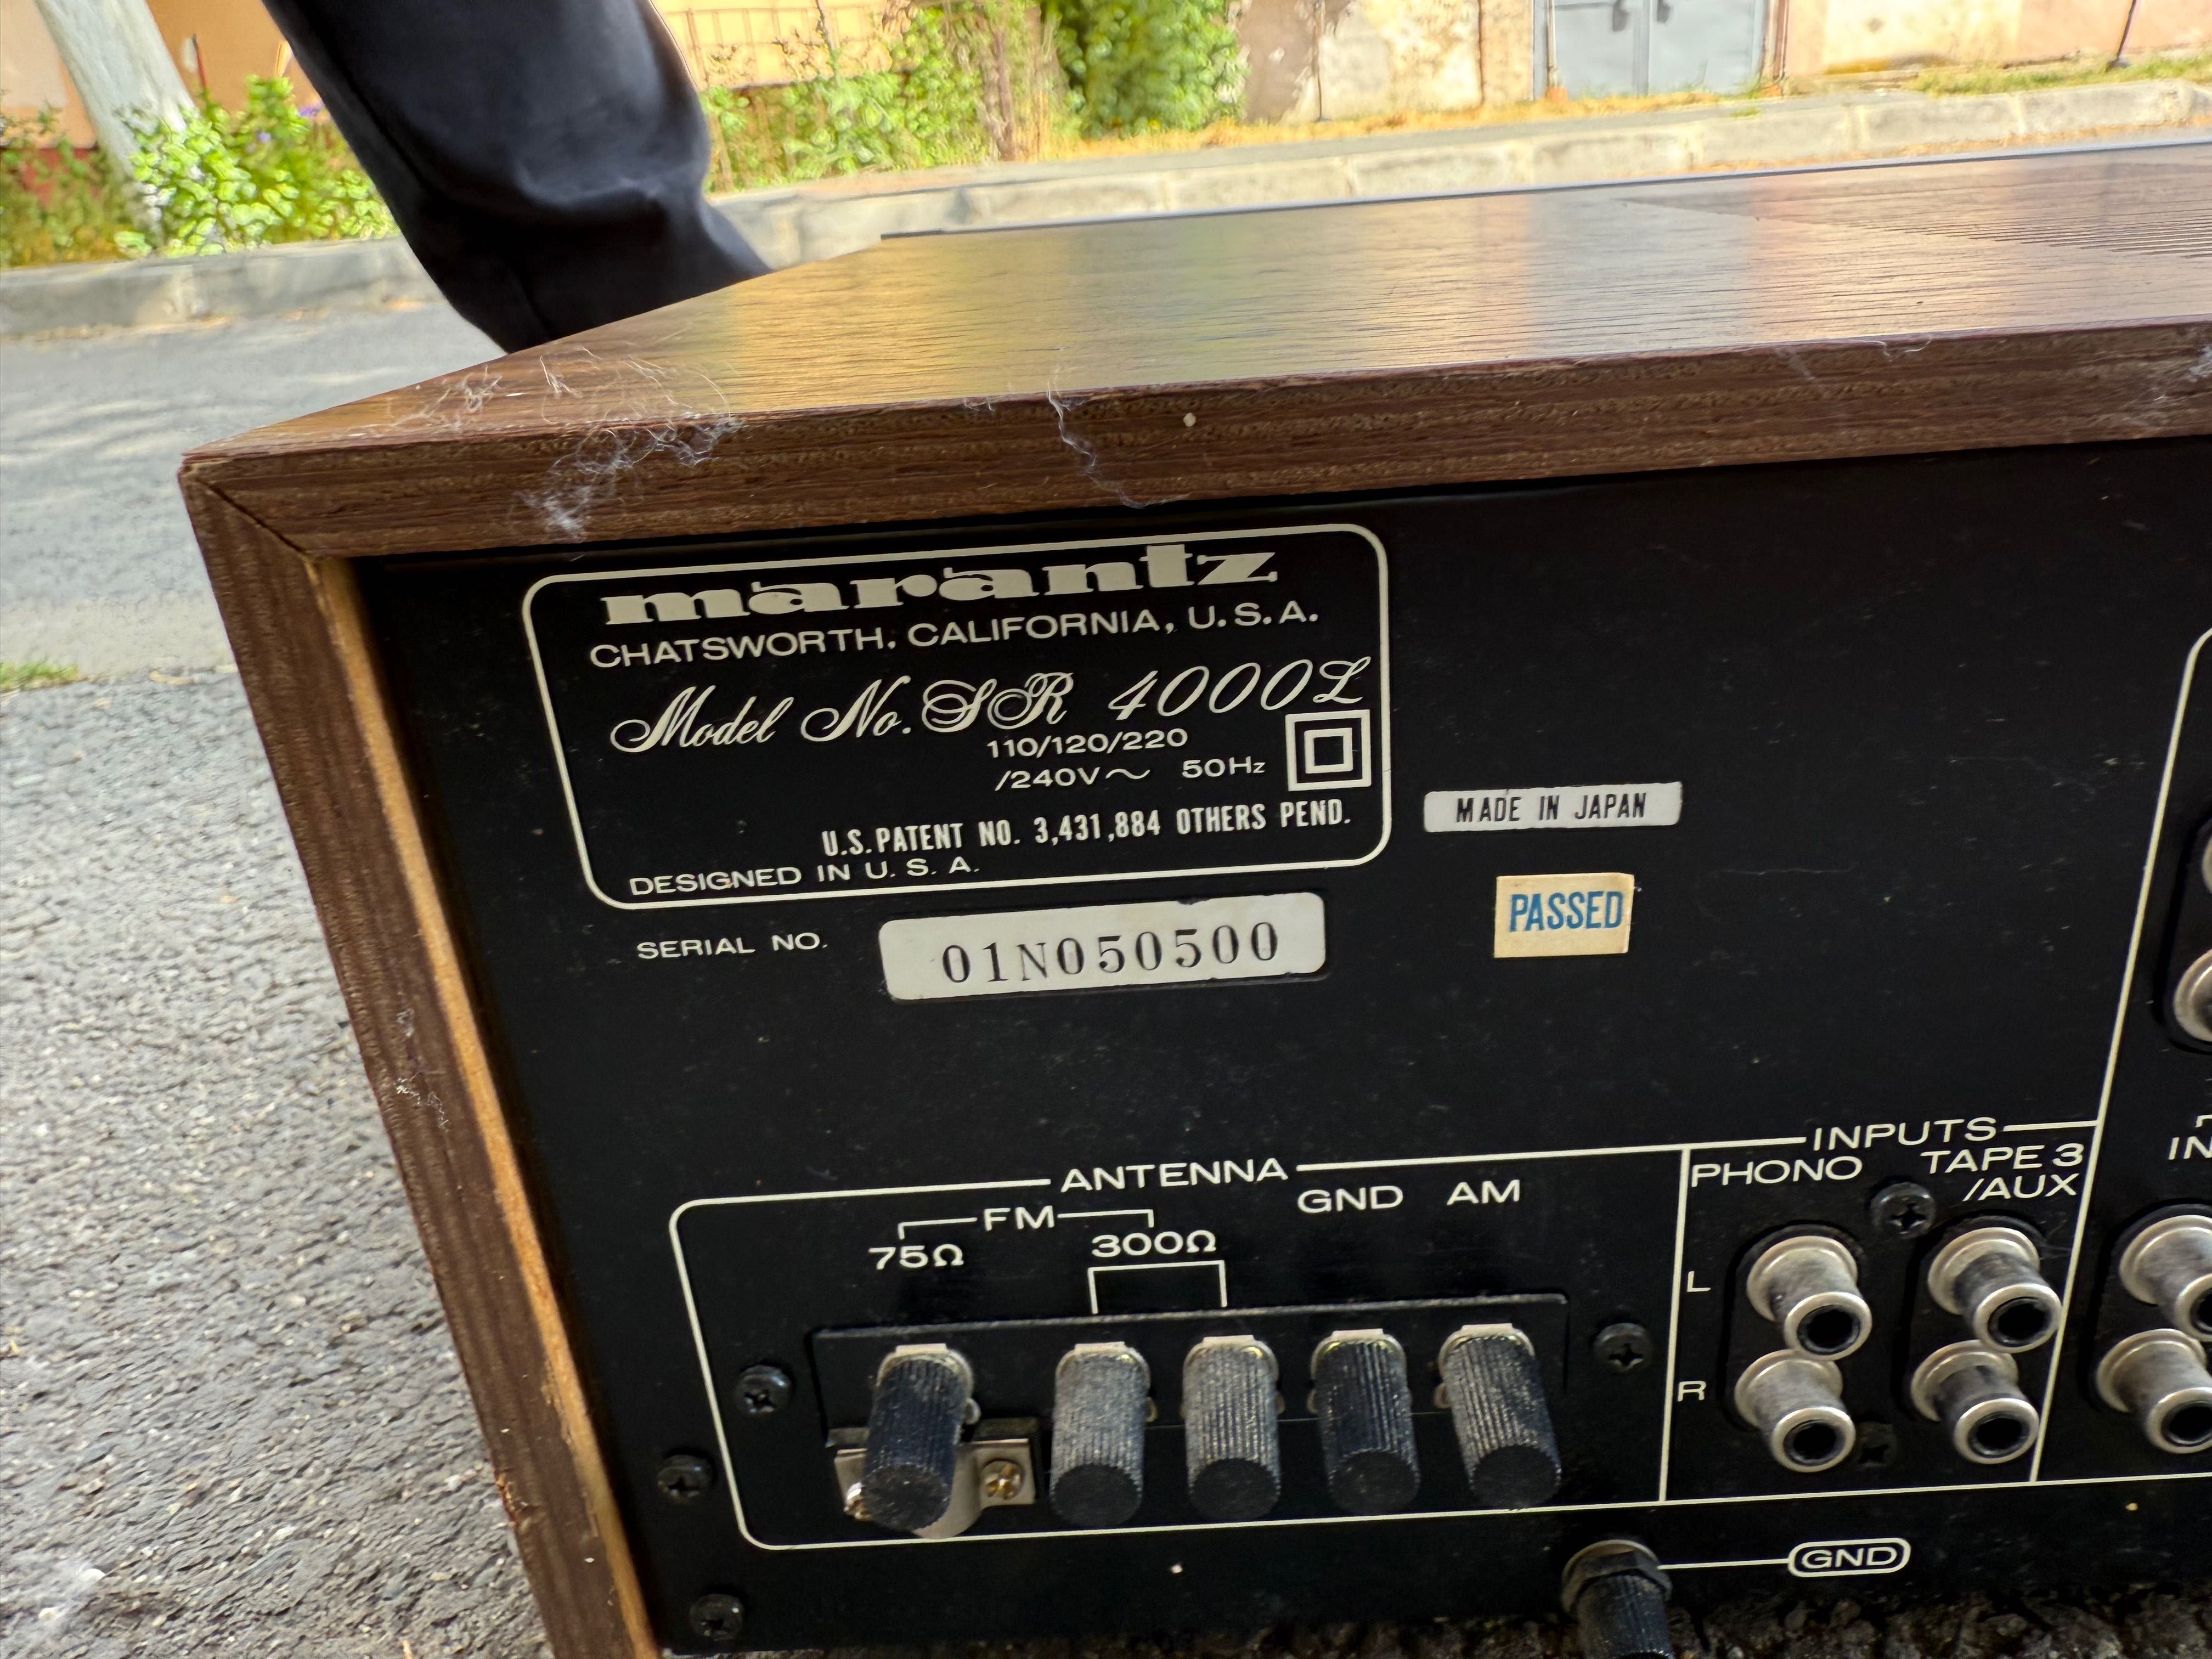 marantz
CHATSWORTH, CALIFORNIA, U.S.A.
Model No. SR 4000L
110/120/220
/240V～ 50Hz
U.S. PATENT NO. 3,431,884 OTHERS PEND.
DESIGNED IN U.S.A.
MADE IN JAPAN
PASSED
SERIAL NO. 01N050500
INPUTS
PHONO
TAPE 3
/AUX
ANTENNA
GND AM
FM
75Ω 300Ω
L
R
GND